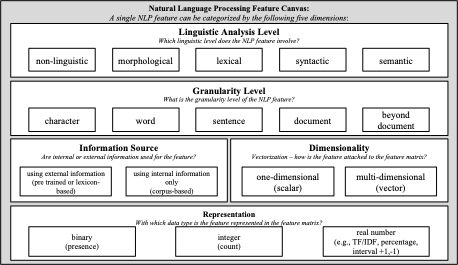 Natural Language Processing Feature Canvas:
A single NLP feature can be categorized by the following five dimensions:
Linguistic Analysis Level
Which linguistic level does the NLP feature involve?
non-linguistic morphological lexical syntactic semantic
Granularity Level
What is the granularity level of the NLP feature?
character word sentence document beyond
document
Information Source
Are internal or external information used for the feature?
using external information
(pre trained or lexicon-
based)
using internal information
only
(corpus-based)
Dimensionality
Vectorization – how is the feature attached to the feature matrix?
one-dimensional
(scalar)
multi-dimensional
(vector)
Representation
With which data type is the feature represented in the feature matrix?
binary
(presence)
integer
(count)
real number
(e.g., TF/IDF, percentage,
interval +1,-1)